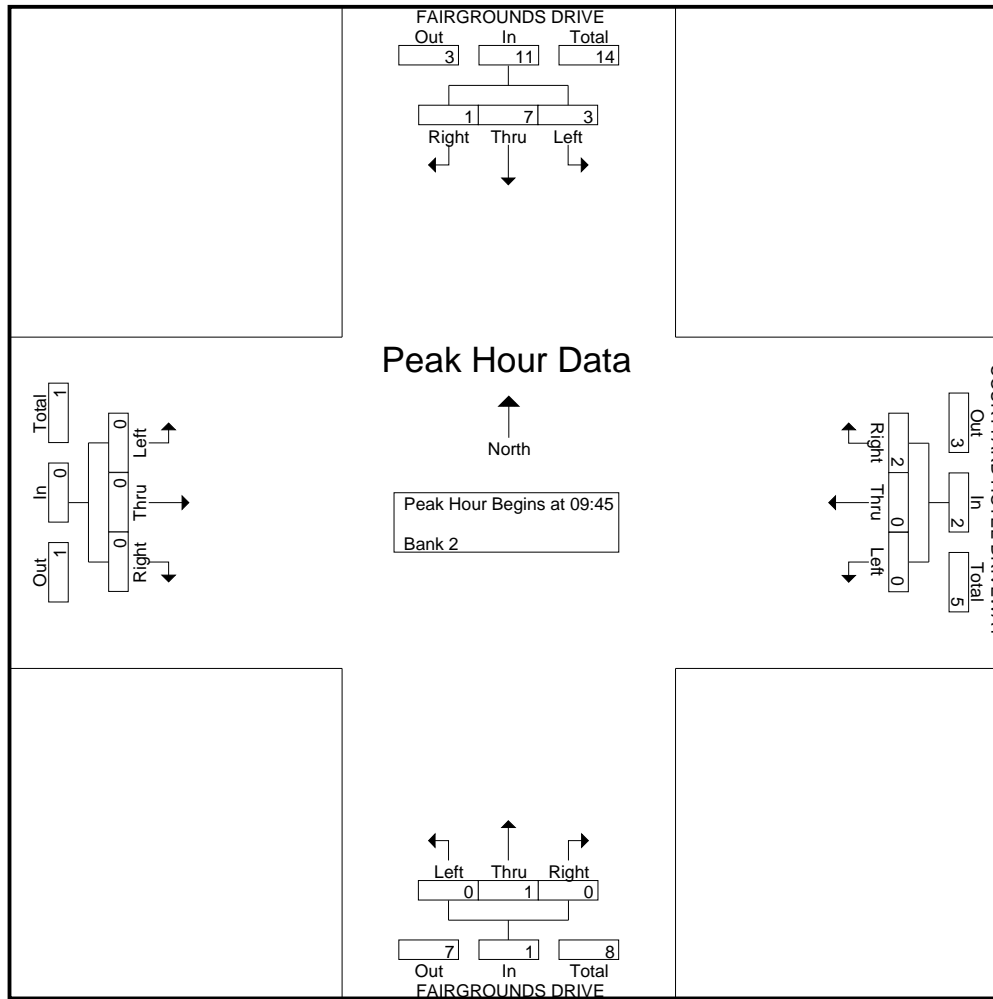 FAIRGROUNDS DRIVE
Out In Total
3 11 14
1 7 3
Right Thru Left
Peak Hour Data
North
Peak Hour Begins at 09:45
Bank 2
Total 1
In 0
Out 1
0 Left
0 Thru
0 Right
Out 3
In 2
Total 5
Right 2
Thru 0
Left 0
Left Thru Right
0 1 0
7 1 8
Out In Total
FAIRGROUNDS DRIVE